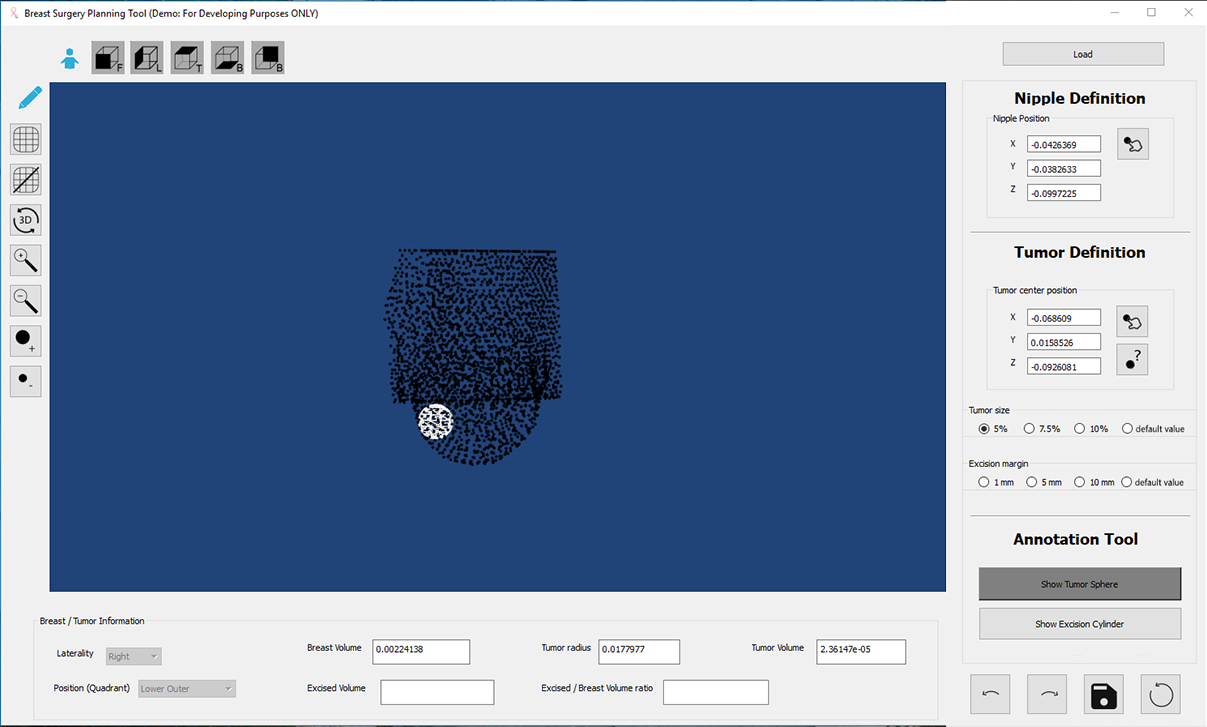 Breast Surgery Planning Tool (Demo: For Developing Purposes ONLY)
F
L
T
B
B
Load
Nipple Definition
Nipple Position
X -0.0426369
Y -0.0382633
Z -0.0997225
3D
Tumor Definition
Tumor center position
X -0.068609
Y 0.0158526
Z -0.0926081
?
+
-
Tumor size
5% 7.5% 10% default value
Excision margin
1 mm 5 mm 10 mm default value
Annotation Tool
Show Tumor Sphere
Show Excision Cylinder
Breast / Tumor Information
Laterality Right Breast Volume 0.00224138 Tumor radius 0.0177977 Tumor Volume 2.36147e-05
Position (Quadrant) Lower Outer Excised Volume Excised / Breast Volume ratio